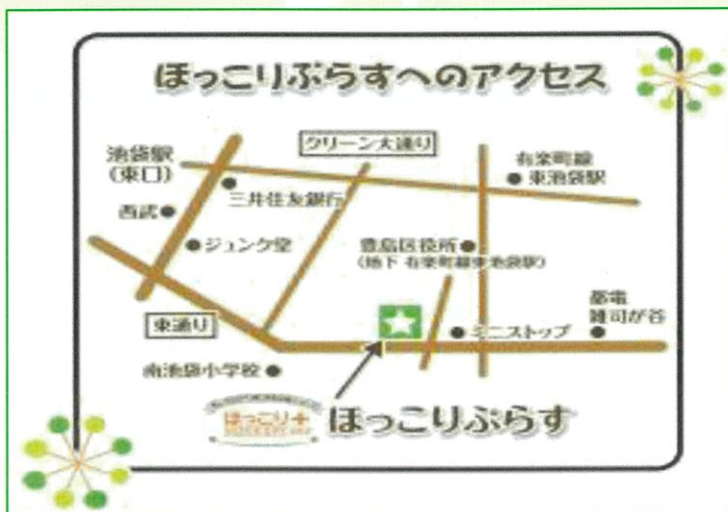 ほっこりぷらすへのアクセス
グリーン大通り
池袋駅
(東口)
有楽町線
東池袋駅
三井住友銀行
西武
ジュンク堂
豊島区役所
(地下 有楽町線東池袋駅)
都電
雑司が谷
東通り
ミニストップ
南池袋小学校
ほっこり+
ほっこりぷらす